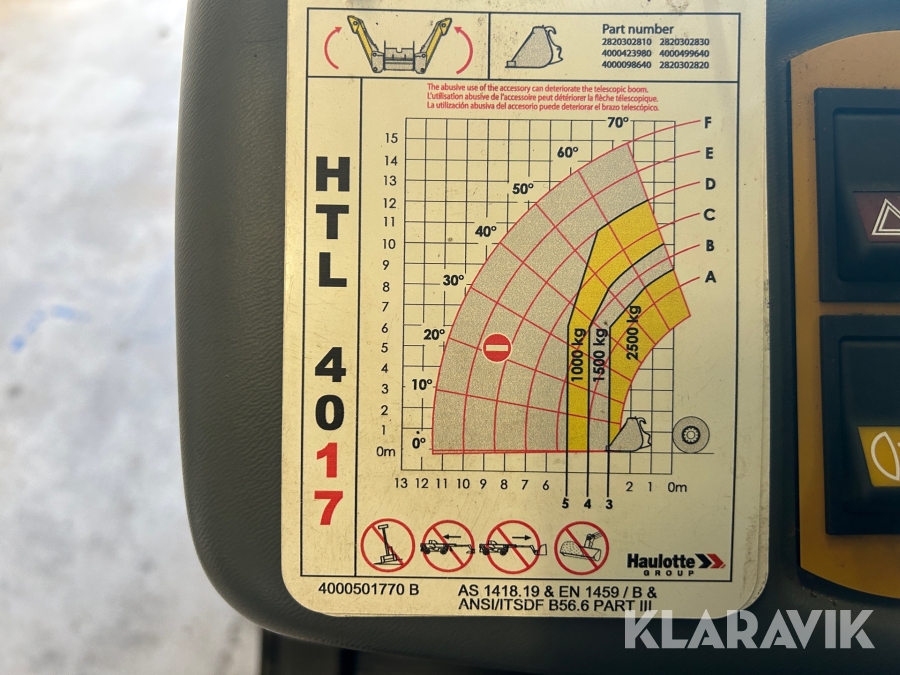 Part number
2820302810 2820302830
4000423980 4000499640
4000098640 2820302820
The abusive use of the accessory can deteriorate the telescopic boom.
L'utilisation abusive de l'accessoire peut détériorer la flèche télescopique.
La utilización abusiva del accesorio puede deteriorar el brazo telescópico.
HTL 4017
15
14
13
12
11
10
9
8
7
6
5
4
3
2
1
0m
0°
10°
20°
30°
40°
50°
60°
70°
F
E
D
C
B
A
1000 kg
1500 kg
2500 kg
13 12 11 10 9 8 7 6 5 4 3 2 1 0m
Haulotte
GROUP
4000501770 B
AS 1418.19 & EN 1459 / B &
ANSI/ITSDF B56.6 PART III
KLARAVIK